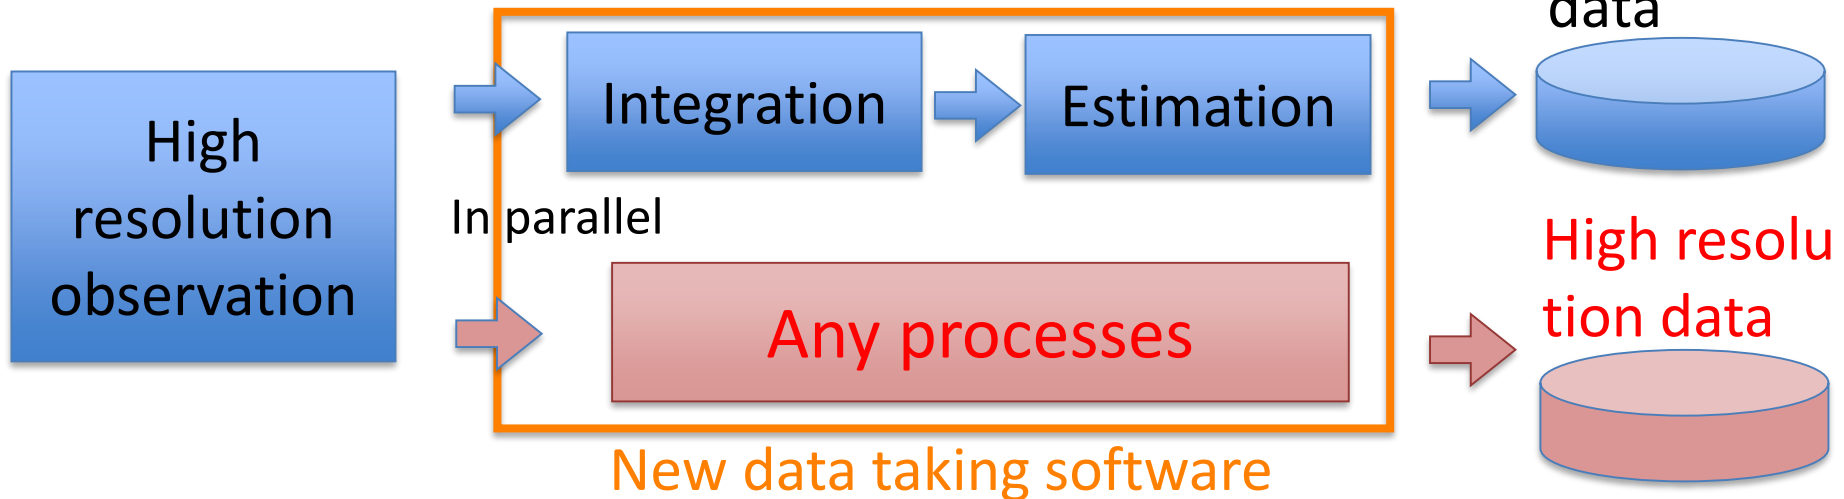 High
resolution
observation
Integration
Estimation
data
In parallel
Any processes
High resolu
tion data
New data taking software